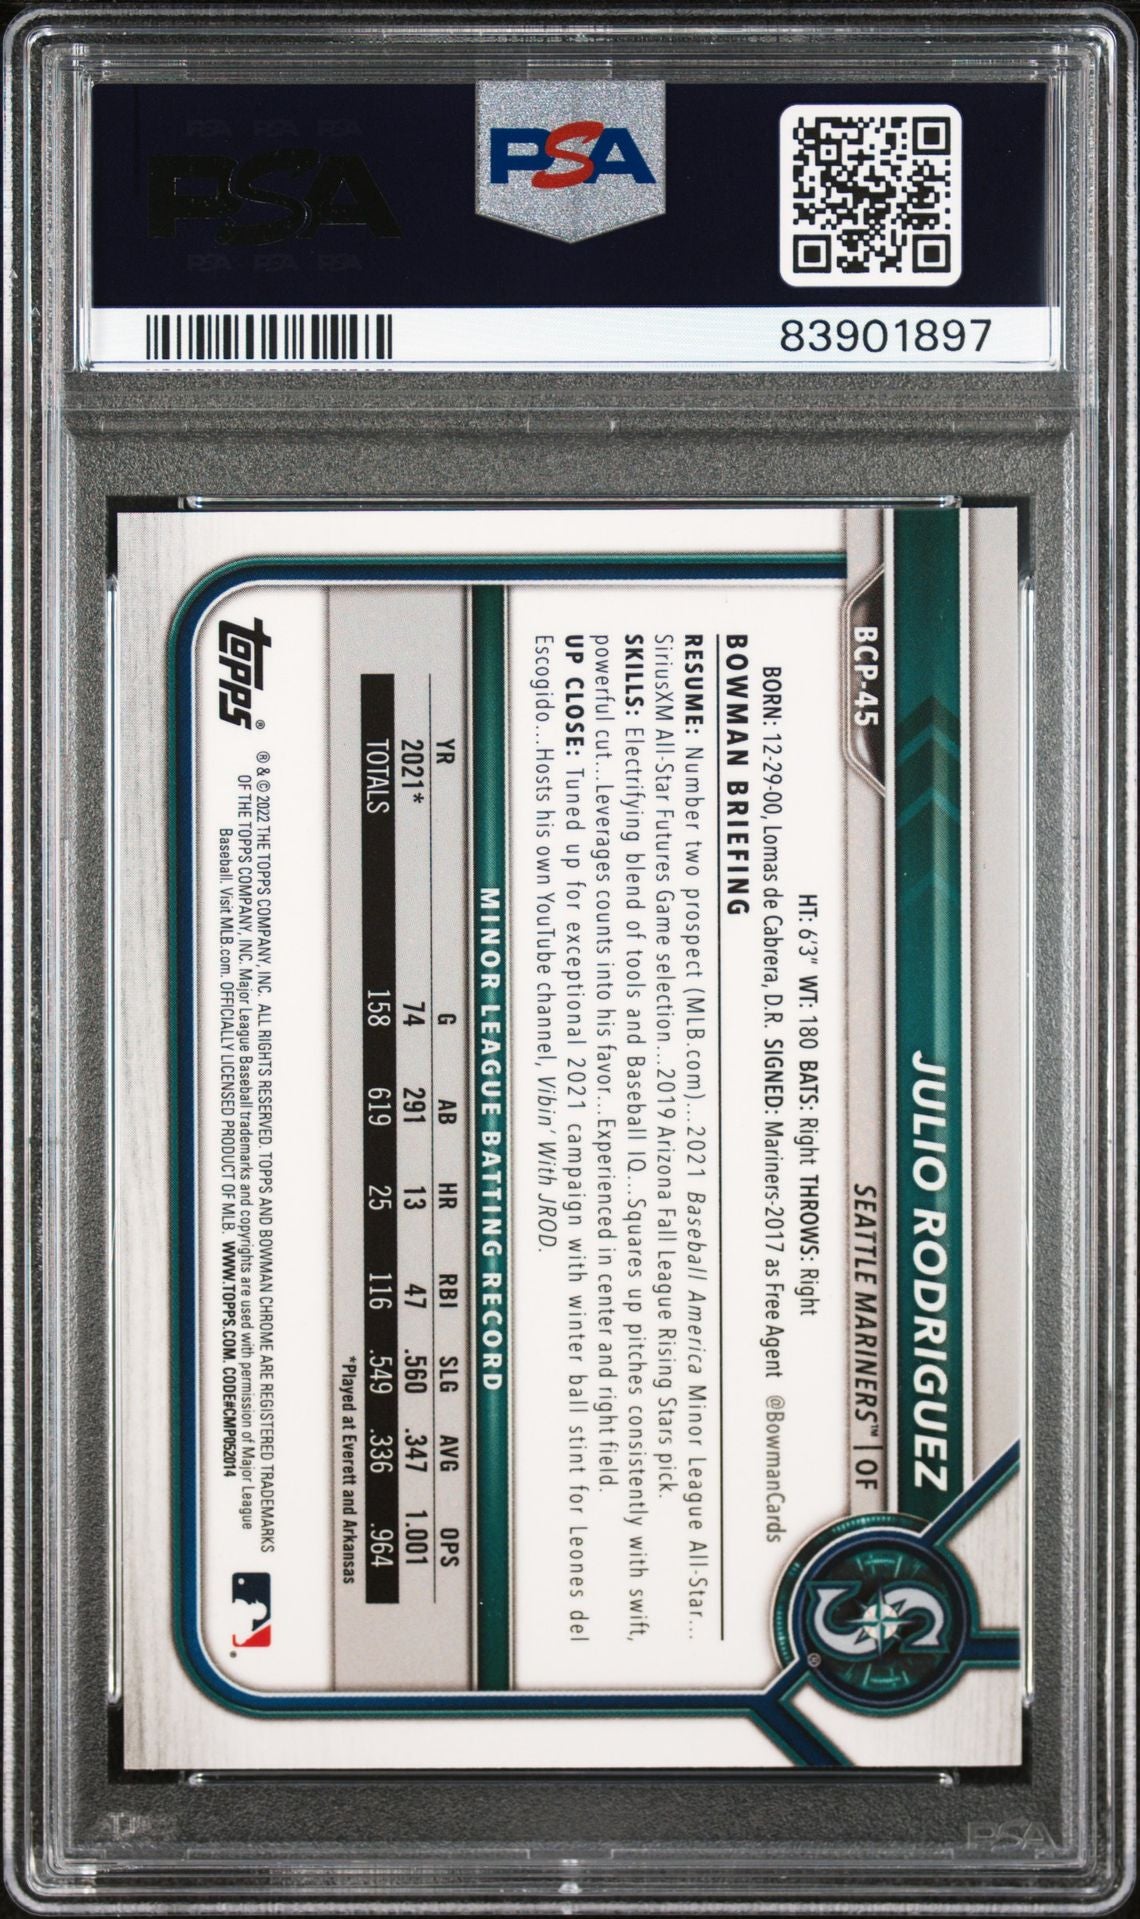 PSA PSA PSA
PSA
PSA PSA PSA
PSA
83901897
BCP-45
JULIO RODRIGUEZ
SEATTLE MARINERS™ | OF
HT: 6'3" WT: 180 BATS: Right THROWS: Right
BORN: 12-29-00, Lomas de Cabrera, D.R. SIGNED: Mariners-2017 as Free Agent @BowmanCards
BOWMAN BRIEFING
RESUME: Number two prospect (MLB.com)...2021 Baseball America Minor League All-Star...
SiriusXM All-Star Futures Game selection...2019 Arizona Fall League Rising Stars pick.
SKILLS: Electrifying blend of tools and Baseball IQ...Squares up pitches consistently with swift,
powerful cut...Leverages counts into his favor...Experienced in center and right field.
UP CLOSE: Tuned up for exceptional 2021 campaign with winter ball stint for Leones del
Escogido...Hosts his own YouTube channel, Vibin' With JROD.
MINOR LEAGUE BATTING RECORD
YR G AB HR RBI SLG AVG OPS
2021* 74 291 13 47 .560 .347 1.001
TOTALS 158 619 25 116 .549 .336 .964
*Played at Everett and Arkansas
topps®
® & © 2022 THE TOPPS COMPANY, INC. ALL RIGHTS RESERVED. TOPPS AND BOWMAN CHROME ARE REGISTERED TRADEMARKS
OF THE TOPPS COMPANY, INC. Major League Baseball trademarks and copyrights are used with permission of Major League
Baseball. Visit MLB.com. OFFICIALLY LICENSED PRODUCT OF MLB. WWW.TOPPS.COM. CODE#CMP052014
S
®
PSA